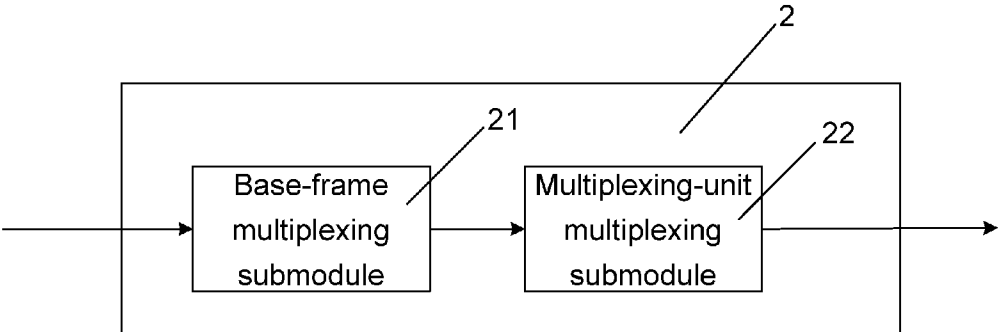 2
21
22
Base-frame
multiplexing
submodule
Multiplexing-unit
multiplexing
submodule